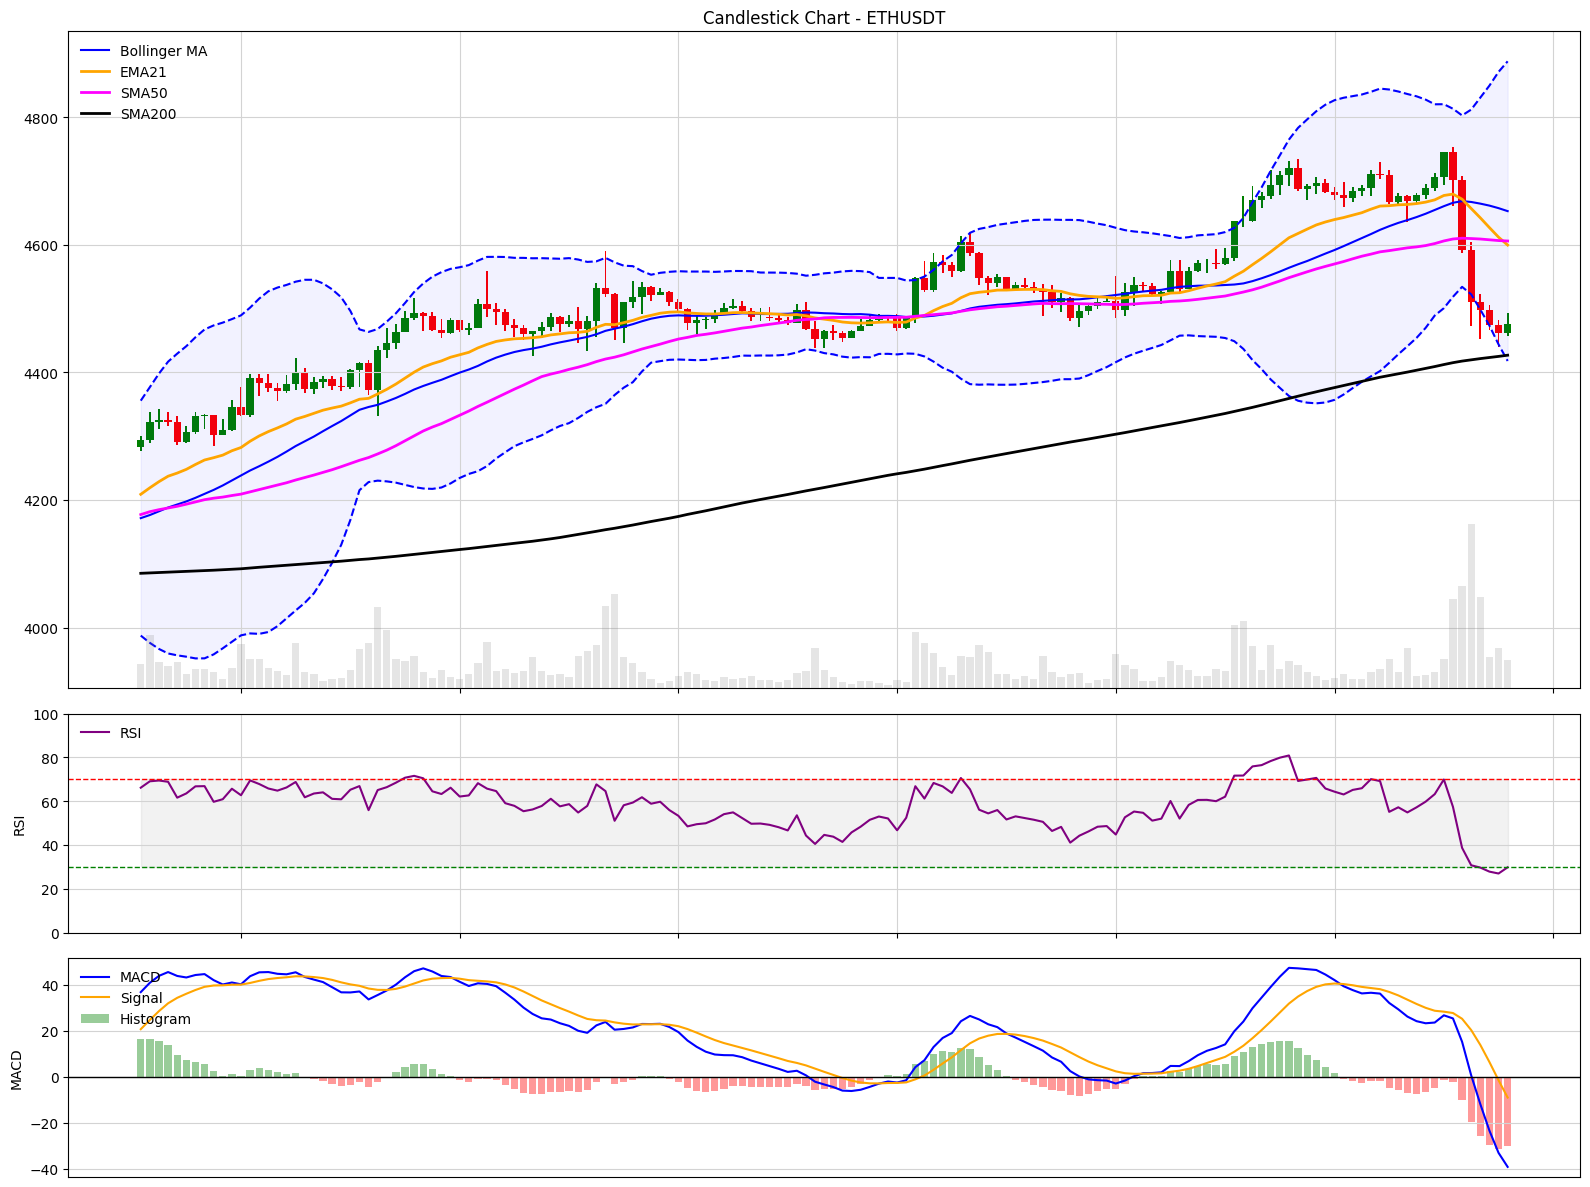 Candlestick Chart - ETHUSDT
Bollinger MA
EMA21
SMA50
SMA200
4800
4600
4400
4200
4000
100
80
60
40
20
0
RSI
RSI
40
20
0
−20
−40
MACD
MACD
Signal
Histogram